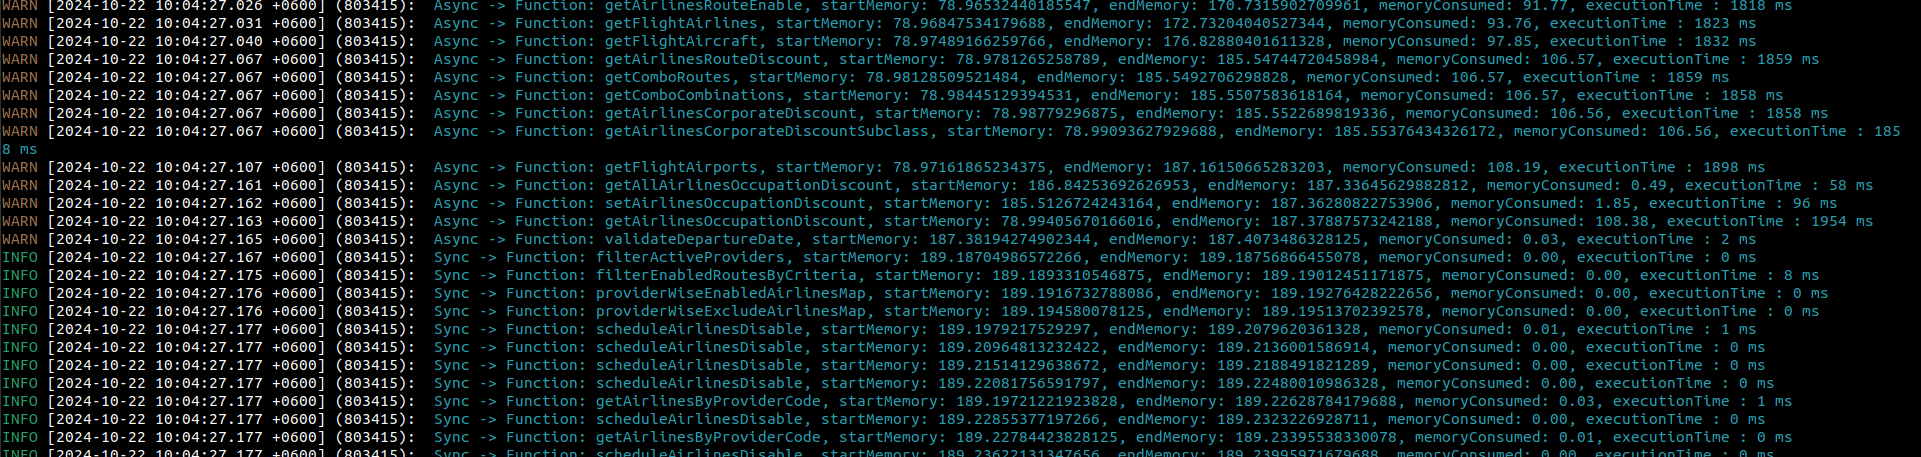 WARN [2024-10-22 10:04:27.026 +0600] (803415):  Async -> Function: getAirlinesRouteEnable, startMemory: 78.96532440185547, endMemory: 170.7315902709961, memoryConsumed: 91.77, executionTime : 1818 ms
WARN [2024-10-22 10:04:27.031 +0600] (803415):  Async -> Function: getFlightAirlines, startMemory: 78.96847534179688, endMemory: 172.73204040527344, memoryConsumed: 93.76, executionTime : 1823 ms
WARN [2024-10-22 10:04:27.040 +0600] (803415):  Async -> Function: getFlightAircraft, startMemory: 78.97489166259766, endMemory: 176.82880401611328, memoryConsumed: 97.85, executionTime : 1832 ms
WARN [2024-10-22 10:04:27.067 +0600] (803415):  Async -> Function: getAirlinesRouteDiscount, startMemory: 78.9781265258789, endMemory: 185.54744720458984, memoryConsumed: 106.57, executionTime : 1859 ms
WARN [2024-10-22 10:04:27.067 +0600] (803415):  Async -> Function: getComboRoutes, startMemory: 78.98128509521484, endMemory: 185.5492706298828, memoryConsumed: 106.57, executionTime : 1859 ms
WARN [2024-10-22 10:04:27.067 +0600] (803415):  Async -> Function: getComboCombinations, startMemory: 78.98445129394531, endMemory: 185.5507583618164, memoryConsumed: 106.57, executionTime : 1858 ms
WARN [2024-10-22 10:04:27.067 +0600] (803415):  Async -> Function: getAirlinesCorporateDiscount, startMemory: 78.98779296875, endMemory: 185.5522689819336, memoryConsumed: 106.56, executionTime : 1858 ms
WARN [2024-10-22 10:04:27.067 +0600] (803415):  Async -> Function: getAirlinesCorporateDiscountSubclass, startMemory: 78.99093627929688, endMemory: 185.55376434326172, memoryConsumed: 106.56, executionTime : 185
8 ms
WARN [2024-10-22 10:04:27.107 +0600] (803415):  Async -> Function: getFlightAirports, startMemory: 78.97161865234375, endMemory: 187.16150665283203, memoryConsumed: 108.19, executionTime : 1898 ms
WARN [2024-10-22 10:04:27.161 +0600] (803415):  Async -> Function: getAllAirlinesOccupationDiscount, startMemory: 186.84253692626953, endMemory: 187.33645629882812, memoryConsumed: 0.49, executionTime : 58 ms
WARN [2024-10-22 10:04:27.162 +0600] (803415):  Async -> Function: setAirlinesOccupationDiscount, startMemory: 185.5126724243164, endMemory: 187.36280822753906, memoryConsumed: 1.85, executionTime : 96 ms
WARN [2024-10-22 10:04:27.163 +0600] (803415):  Async -> Function: getAirlinesOccupationDiscount, startMemory: 78.99405670166016, endMemory: 187.37887573242188, memoryConsumed: 108.38, executionTime : 1954 ms
WARN [2024-10-22 10:04:27.165 +0600] (803415):  Async -> Function: validateDepartureDate, startMemory: 187.38194274902344, endMemory: 187.4073486328125, memoryConsumed: 0.03, executionTime : 2 ms
INFO [2024-10-22 10:04:27.167 +0600] (803415):  Sync -> Function: filterActiveProviders, startMemory: 189.18704986572266, endMemory: 189.18756866455078, memoryConsumed: 0.00, executionTime : 0 ms
INFO [2024-10-22 10:04:27.175 +0600] (803415):  Sync -> Function: filterEnabledRoutesByCriteria, startMemory: 189.1893310546875, endMemory: 189.19012451171875, memoryConsumed: 0.00, executionTime : 8 ms
INFO [2024-10-22 10:04:27.176 +0600] (803415):  Sync -> Function: providerWiseEnabledAirlinesMap, startMemory: 189.1916732788086, endMemory: 189.19276428222656, memoryConsumed: 0.00, executionTime : 0 ms
INFO [2024-10-22 10:04:27.176 +0600] (803415):  Sync -> Function: providerWiseExcludeAirlinesMap, startMemory: 189.194580078125, endMemory: 189.19513702392578, memoryConsumed: 0.00, executionTime : 0 ms
INFO [2024-10-22 10:04:27.177 +0600] (803415):  Sync -> Function: scheduleAirlinesDisable, startMemory: 189.1979217529297, endMemory: 189.2079620361328, memoryConsumed: 0.01, executionTime : 1 ms
INFO [2024-10-22 10:04:27.177 +0600] (803415):  Sync -> Function: scheduleAirlinesDisable, startMemory: 189.20964813232422, endMemory: 189.2136001586914, memoryConsumed: 0.00, executionTime : 0 ms
INFO [2024-10-22 10:04:27.177 +0600] (803415):  Sync -> Function: scheduleAirlinesDisable, startMemory: 189.21514129638672, endMemory: 189.2188491821289, memoryConsumed: 0.00, executionTime : 0 ms
INFO [2024-10-22 10:04:27.177 +0600] (803415):  Sync -> Function: scheduleAirlinesDisable, startMemory: 189.22081756591797, endMemory: 189.22480010986328, memoryConsumed: 0.00, executionTime : 0 ms
INFO [2024-10-22 10:04:27.177 +0600] (803415):  Sync -> Function: getAirlinesByProviderCode, startMemory: 189.19721221923828, endMemory: 189.22628784179688, memoryConsumed: 0.03, executionTime : 1 ms
INFO [2024-10-22 10:04:27.177 +0600] (803415):  Sync -> Function: scheduleAirlinesDisable, startMemory: 189.22855377197266, endMemory: 189.2323226928711, memoryConsumed: 0.00, executionTime : 0 ms
INFO [2024-10-22 10:04:27.177 +0600] (803415):  Sync -> Function: getAirlinesByProviderCode, startMemory: 189.22784423828125, endMemory: 189.23395538330078, memoryConsumed: 0.01, executionTime : 0 ms
INFO [2024-10-22 10:04:27.177 +0600] (803415):  Sync -> Function: scheduleAirlinesDisable, startMemory: 189.23622131347656, endMemory: 189.23995971679688, memoryConsumed: 0.00, executionTime : 0 ms